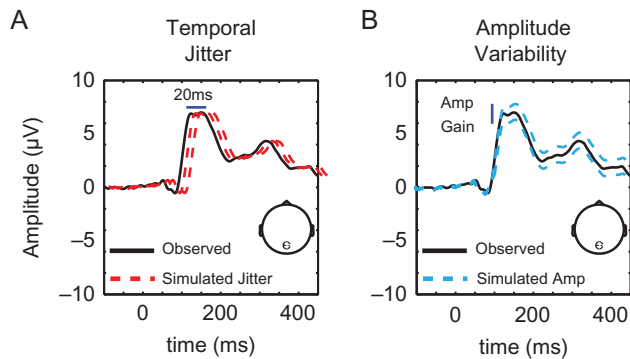 A
Temporal
Jitter
10
5
0
–5
–10
Amplitude (μV)
20ms
Observed
Simulated Jitter
0
200
400
time (ms)
B
Amplitude
Variability
10
5
0
–5
–10
Amp
Gain
Observed
Simulated Amp
0
200
400
time (ms)